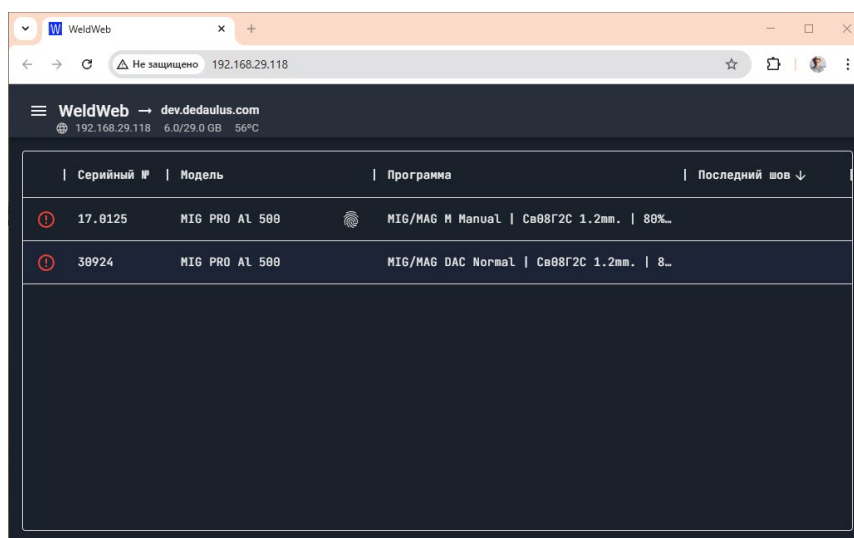 W WeldWeb
Не защищено 192.168.29.118
WeldWeb → dev.dedaulus.com
192.168.29.118 6.0/29.0 GB 56°C
Серийный № | Модель | Программа | Последний шов ↓
17.0125 MIG PRO AL 500 MIG/MAG M Manual | Св08Г2С 1.2mm. | 80%…
30924 MIG PRO AL 500 MIG/MAG DAC Normal | Св08Г2С 1.2mm. | 8…